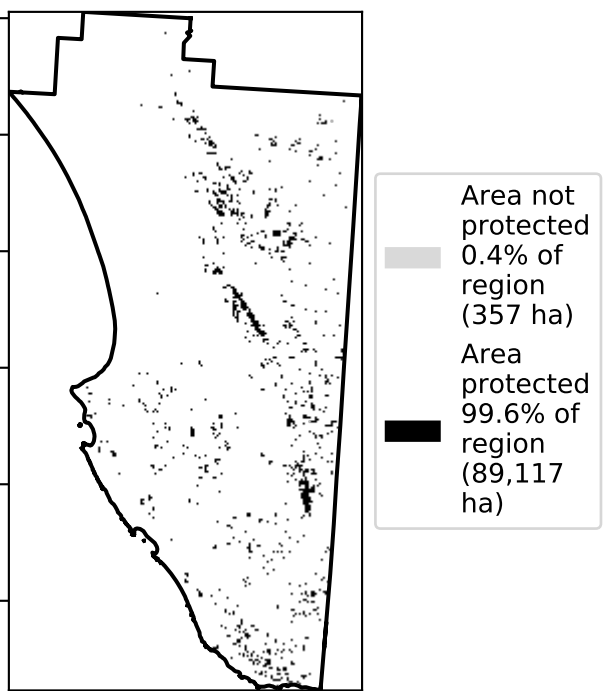 Area not
protected
0.4% of
region
(357 ha)
Area
protected
99.6% of
region
(89,117
ha)